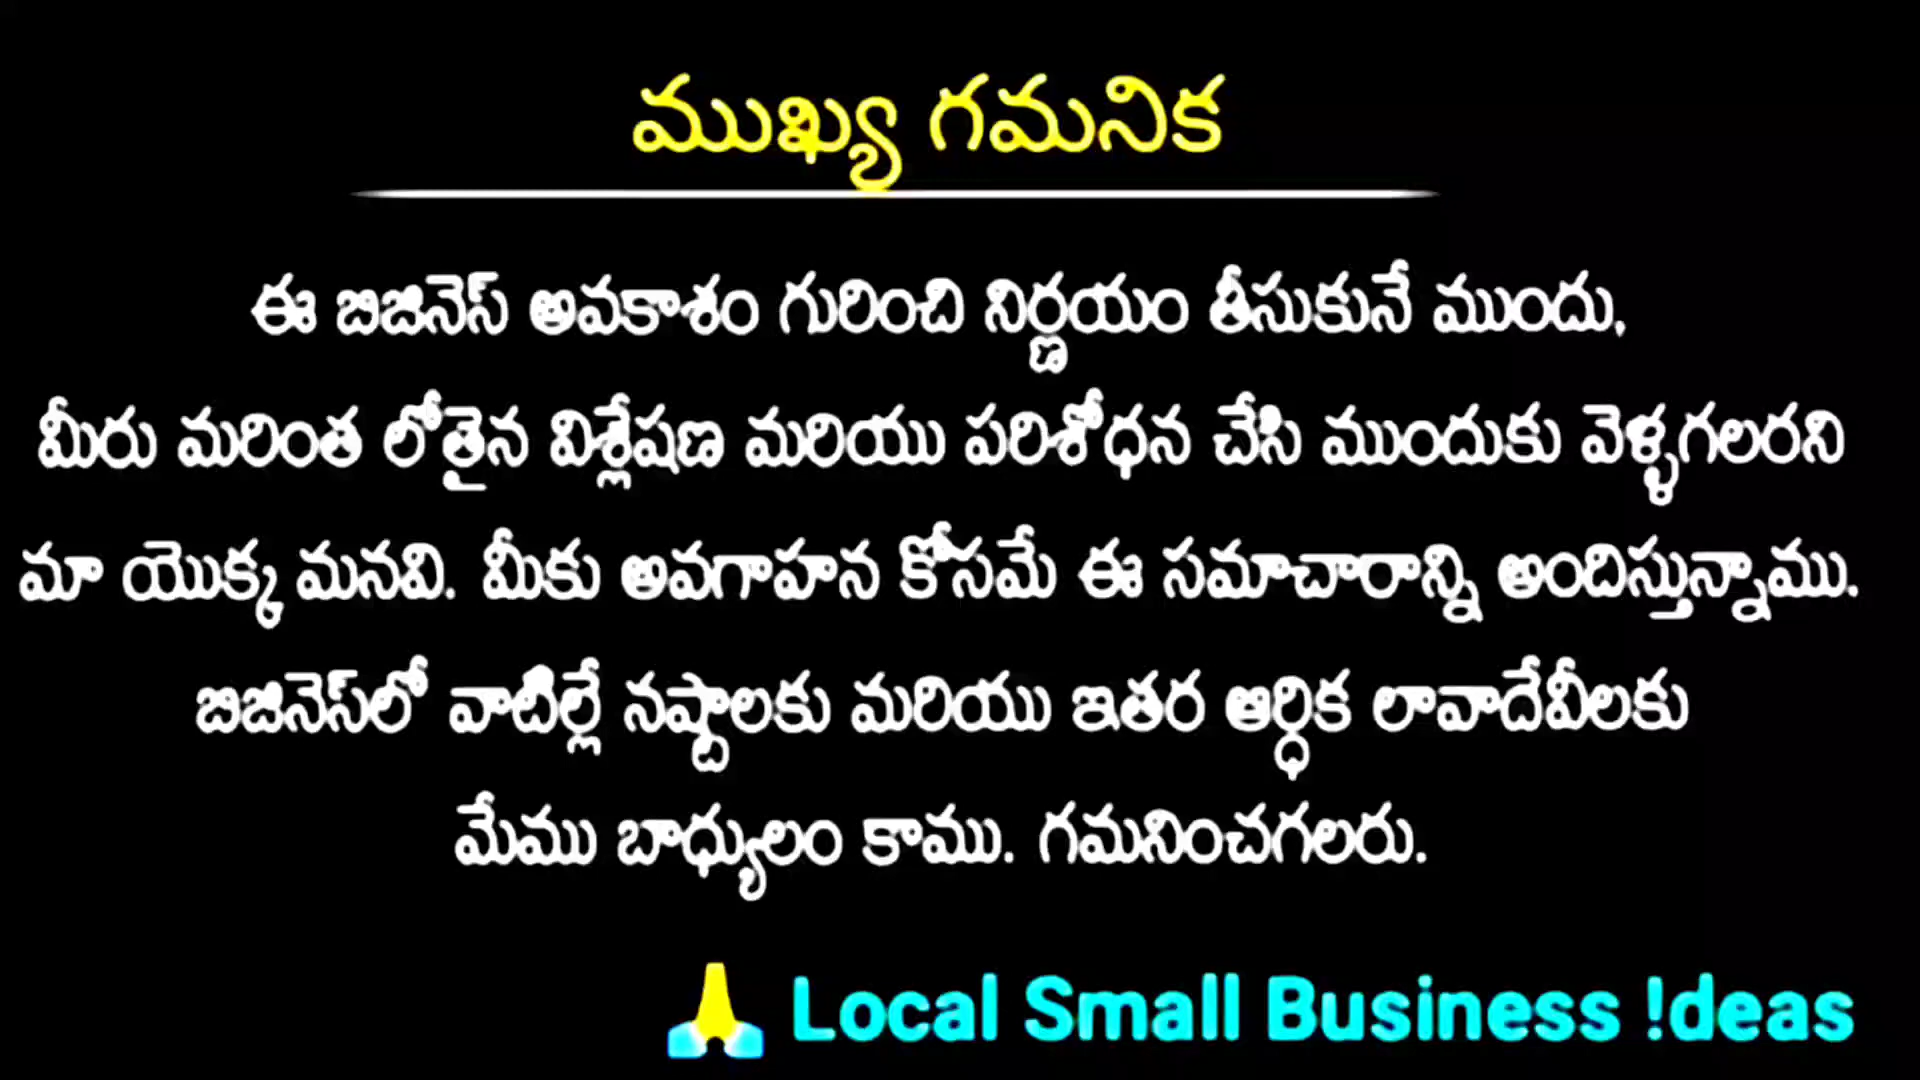 ముఖ్య గమనిక
ఈ బిజినెస్ అవకాశం గురించి నిర్ణయం తీసుకునే ముందు,
మీరు మరింత లోతైన విశ్లేషణ మరియు పరిశోధన చేసి ముందుకు వెళ్ళగలరని
మా యొక్క మనవి. మీకు అవగాహన కోసమే ఈ సమాచారాన్ని అందిస్తున్నాము.
బిజినెస్‌లో వాటిల్లే నష్టాలకు మరియు ఇతర ఆర్ధిక లావాదేవీలకు
మేము బాధ్యులం కాము. గమనించగలరు.
🙏 Local Small Business !deas